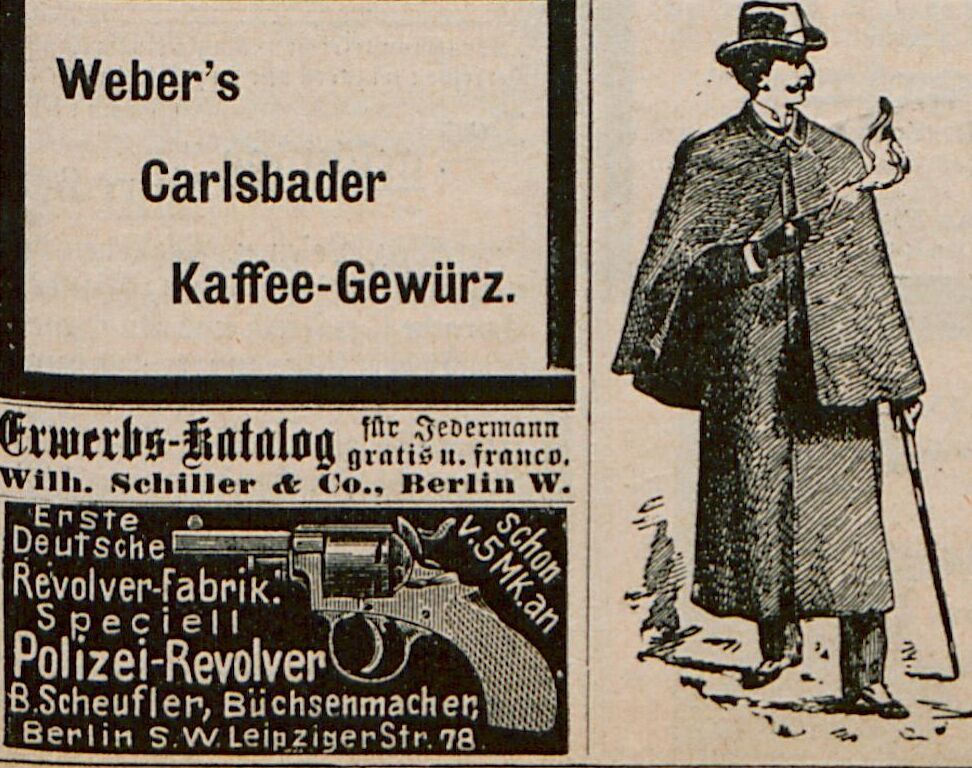 Weber's
Carlsbader
Kaffee-Gewürz.
Erwerbs-Katalog für Jedermann
gratis u. franco.
Wilh. Schiller & Co., Berlin W.
Erste
Deutsche
Revolver-Fabrik.
Speciell
Polizei-Revolver
schon
v. 5 Mk. an
B. Scheufler, Büchsenmacher,
Berlin S.W. Leipziger Str. 78.